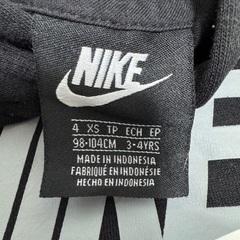 NIKE
4 XS TP ECH EP
98-104CM 3-4YRS
MADE IN INDONESIA
FABRIQUÉ EN INDONÉSIE
HECHO EN INDONESIA